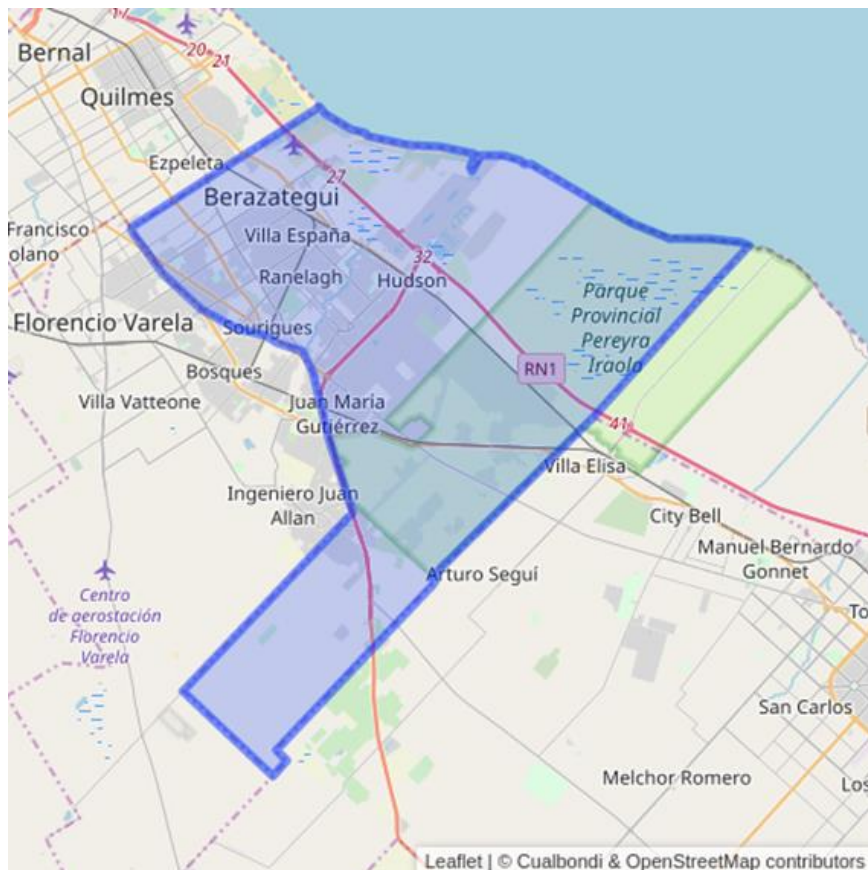 17
20
21
Bernal
Quilmes
Ezpeleta
27
Berazategui
Francisco
olano
Villa España
32
Ranelagh
Hudson
Parque
Provincial
Pereyra
Iraola
Florencio Varela
Sourigues
RN1
Bosques
Villa Vatteone
Juan María
Gutiérrez
41
Villa Elisa
Ingeniero Juan
Allan
City Bell
Manuel Bernardo
Gonnet
Arturo Seguí
Centro
de aerostación
Florencio
Varela
To
San Carlos
Melchor Romero
Los
Leaflet | © Cualbondi & OpenStreetMap contributors